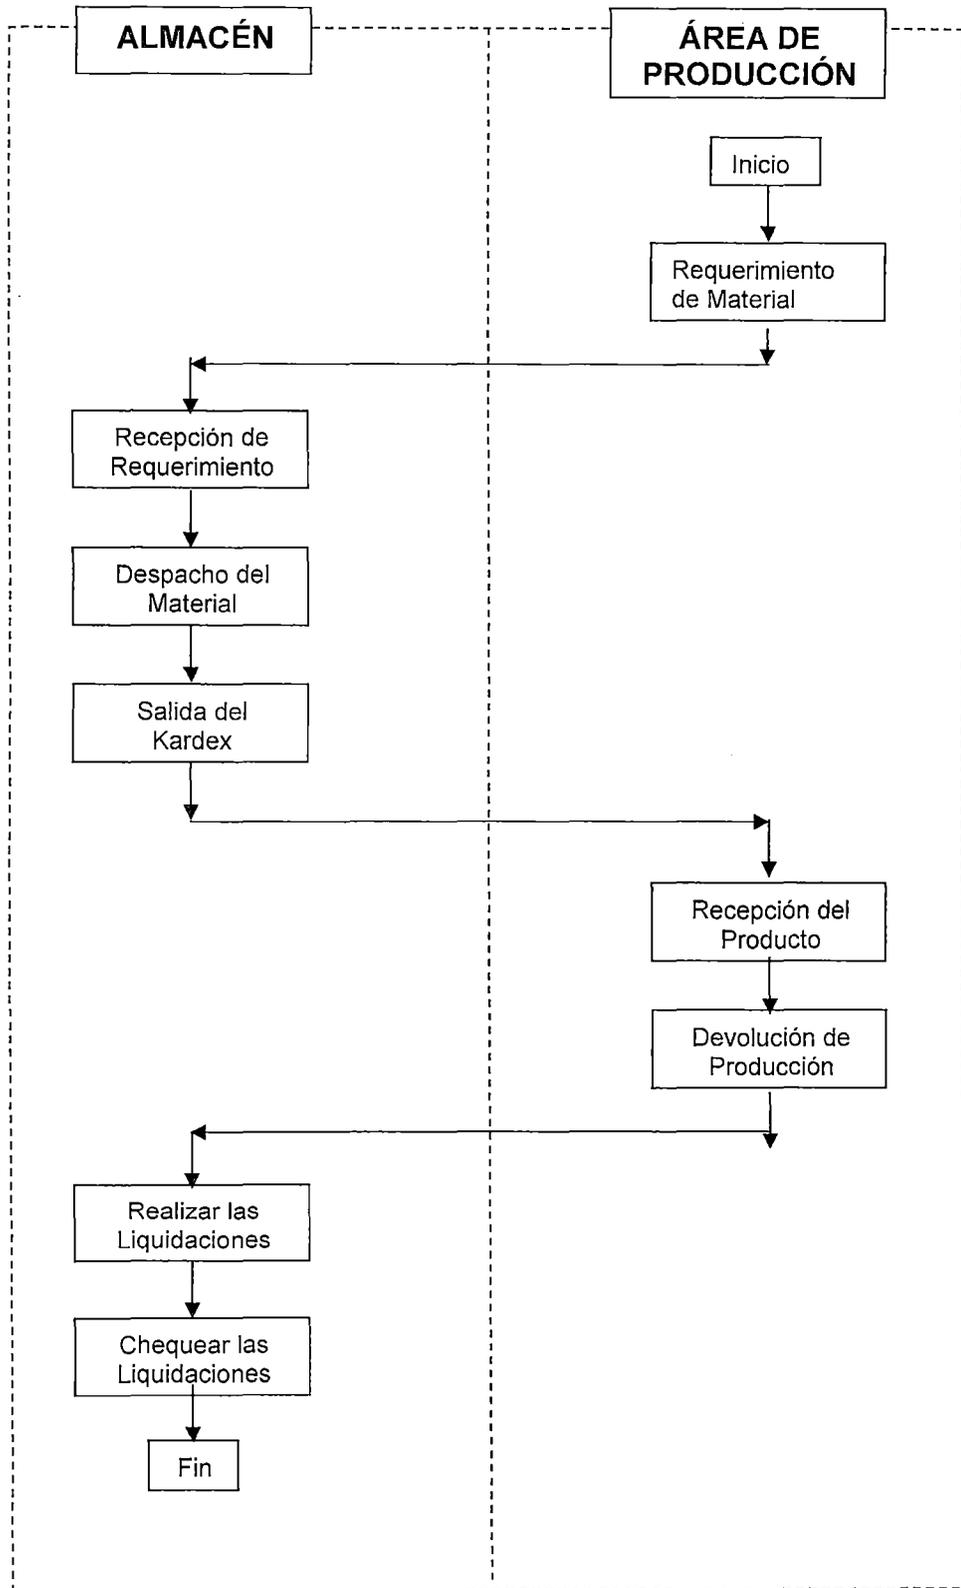 ALMACÉN
ÁREA DE
PRODUCCIÓN
Inicio
Requerimiento
de Material
Recepción de
Requerimiento
Despacho del
Material
Salida del
Kardex
Recepción del
Producto
Devolución de
Producción
Realizar las
Liquidaciones
Chequear las
Liquidaciones
Fin